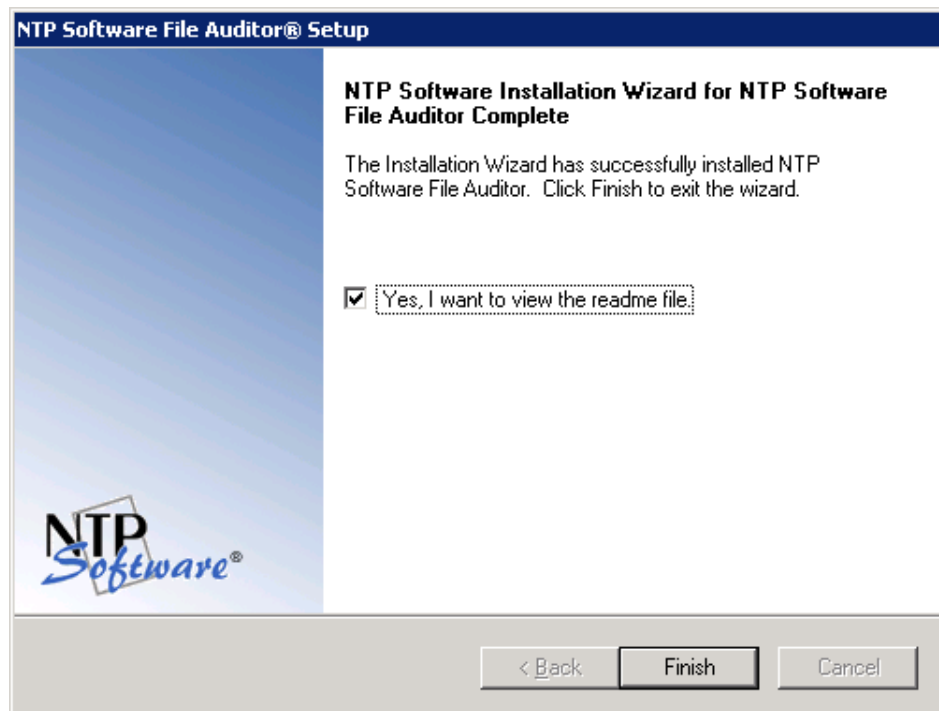 NTP Software File Auditor® Setup
NTP Software Installation Wizard for NTP Software
File Auditor Complete
The Installation Wizard has successfully installed NTP
Software File Auditor. Click Finish to exit the wizard.
Yes, I want to view the readme file.
NTP
Software®
< Back
Finish
Cancel